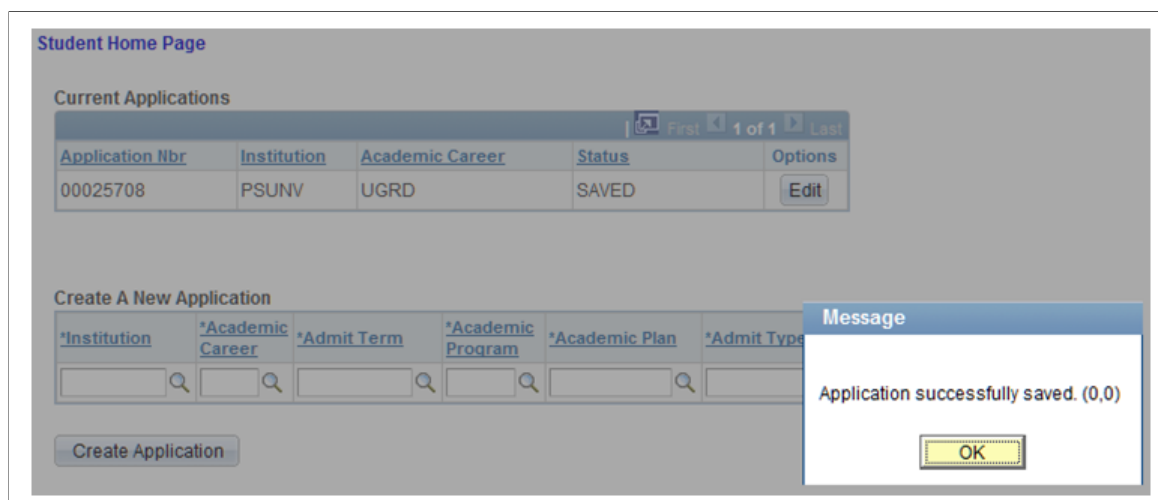 Student Home Page
Current Applications
| First 1 of 1 Last
Application Nbr Institution Academic Career Status Options
00025708 PSUNV UGRD SAVED Edit
Create A New Application
*Institution *Academic Career *Admit Term *Academic Program *Academic Plan *Admit Type
Message
Application successfully saved. (0,0)
OK
Create Application